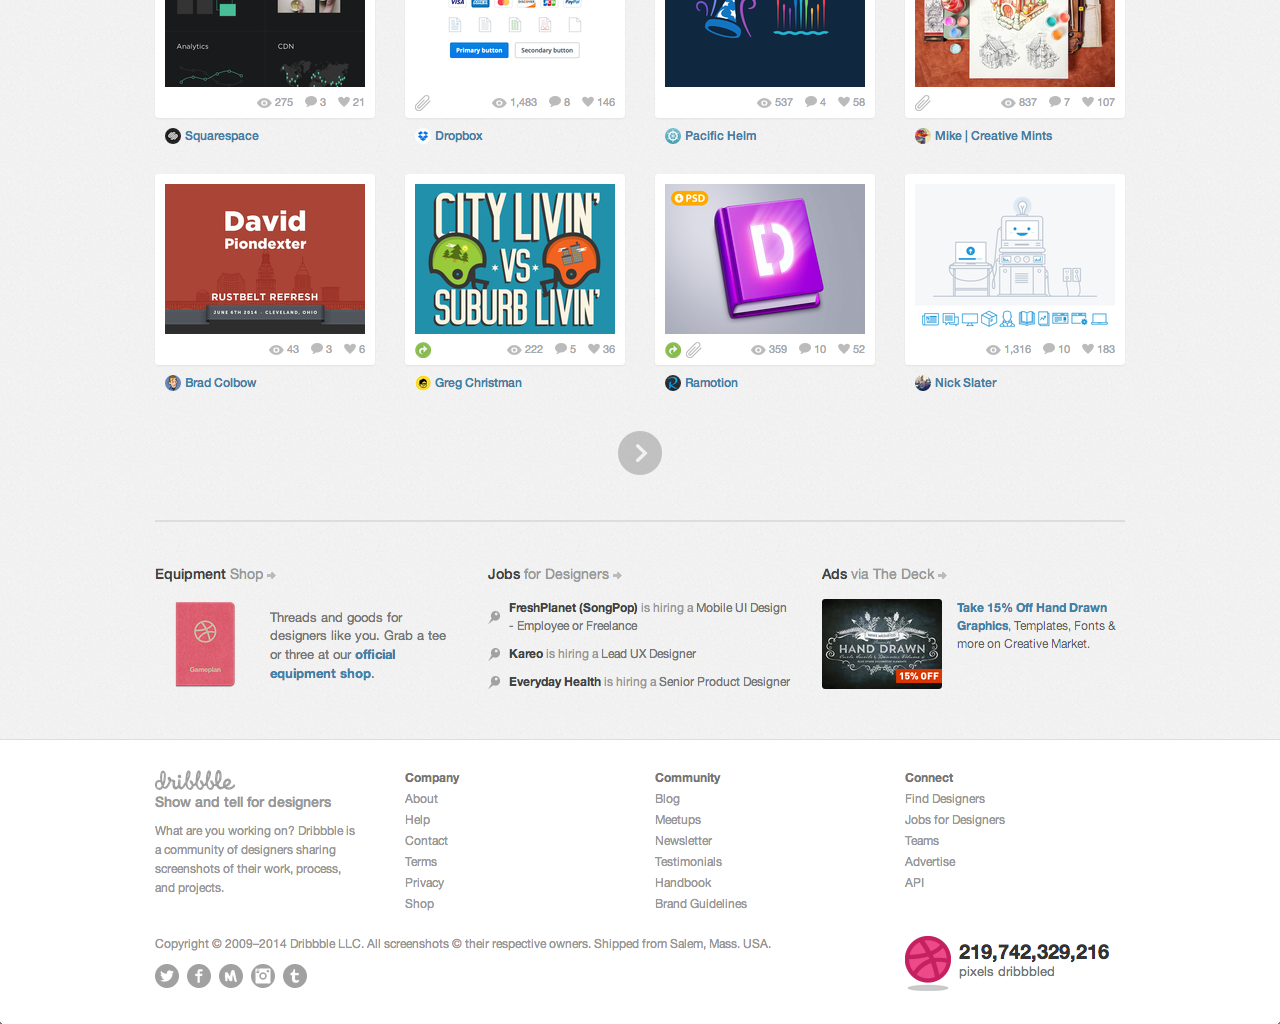 Analytics CDN
VISA
PayPal
Primary button Secondary button
275 3 21
1,483 8 146
537 4 58
837 7 107
Squarespace
Dropbox
Pacific Helm
Mike | Creative Mints
David
Piondexter
RUSTBELT REFRESH
JUNE 6TH 2014 · CLEVELAND, OHIO
CITY LIVIN'
VS
SUBURB LIVIN'
PSD
D
43 3 6
222 5 36
359 10 52
1,316 10 183
Brad Colbow
Greg Christman
Ramotion
Nick Slater
Equipment Shop
Gameplan
Threads and goods for
designers like you. Grab a tee
or three at our official
equipment shop.
Jobs for Designers
FreshPlanet (SongPop) is hiring a Mobile UI Design
- Employee or Freelance
Kareo is hiring a Lead UX Designer
Everyday Health is hiring a Senior Product Designer
Ads via The Deck
HAND DRAWN
15% OFF
Take 15% Off Hand Drawn
Graphics, Templates, Fonts &
more on Creative Market.
dribbble
Show and tell for designers
What are you working on? Dribbble is
a community of designers sharing
screenshots of their work, process,
and projects.
Company
About
Help
Contact
Terms
Privacy
Shop
Community
Blog
Meetups
Newsletter
Testimonials
Handbook
Brand Guidelines
Connect
Find Designers
Jobs for Designers
Teams
Advertise
API
Copyright © 2009–2014 Dribbble LLC. All screenshots © their respective owners. Shipped from Salem, Mass. USA.
219,742,329,216
pixels dribbbled